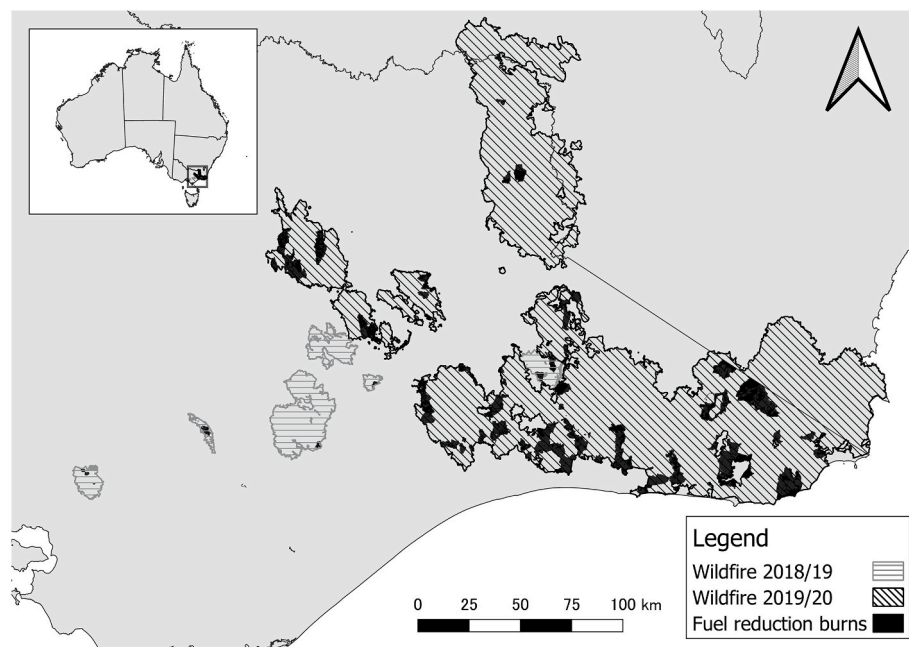 0 25 50 75 100 km
Legend
Wildfire 2018/19
Wildfire 2019/20
Fuel reduction burns